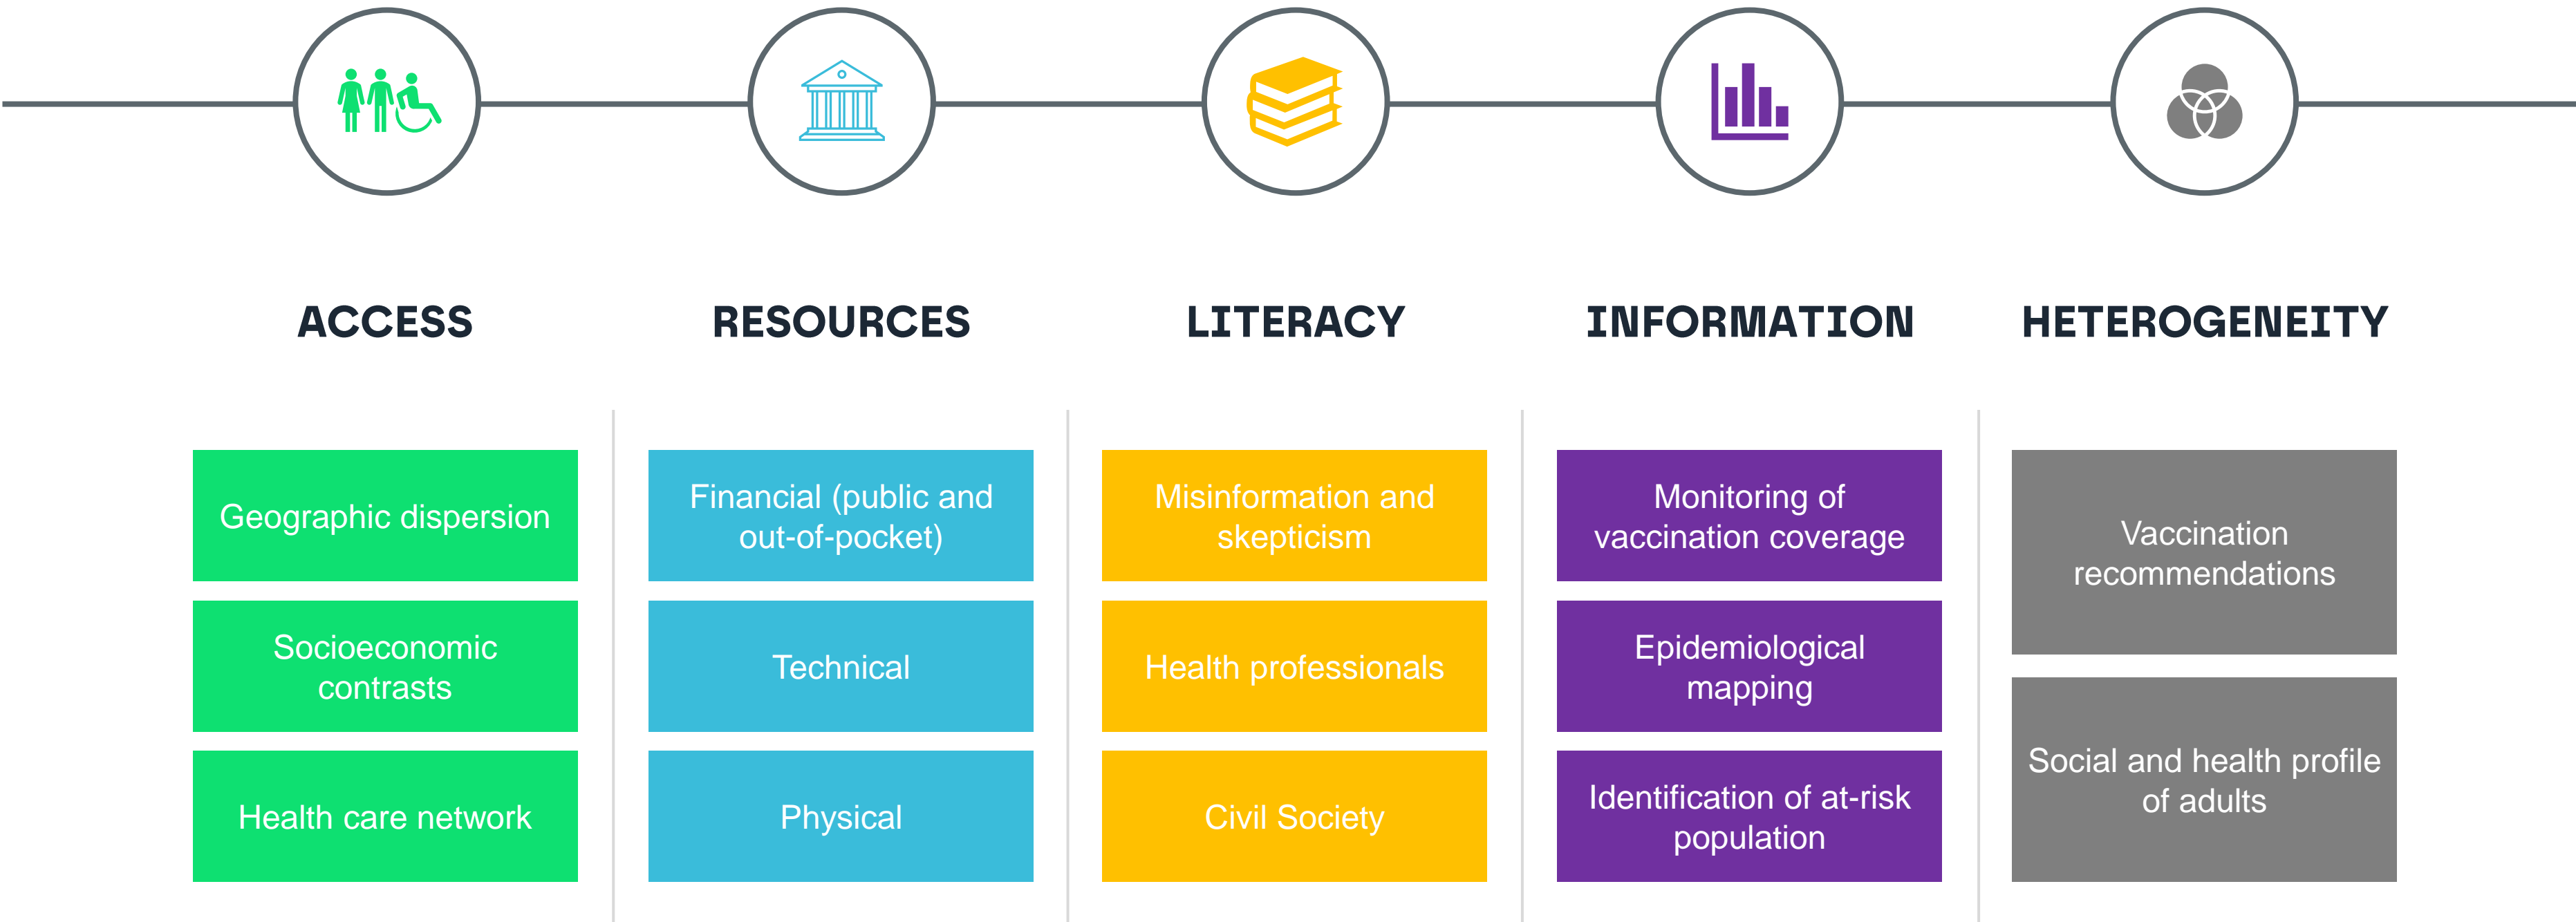 ACCESS
RESOURCES
LITERACY
INFORMATION
HETEROGENEITY
Geographic dispersion
Socioeconomic
contrasts
Health care network
Financial (public and
out-of-pocket)
Technical
Physical
Misinformation and
skepticism
Health professionals
Civil Society
Monitoring of
vaccination coverage
Epidemiological
mapping
Identification of at-risk
population
Vaccination
recommendations
Social and health profile
of adults